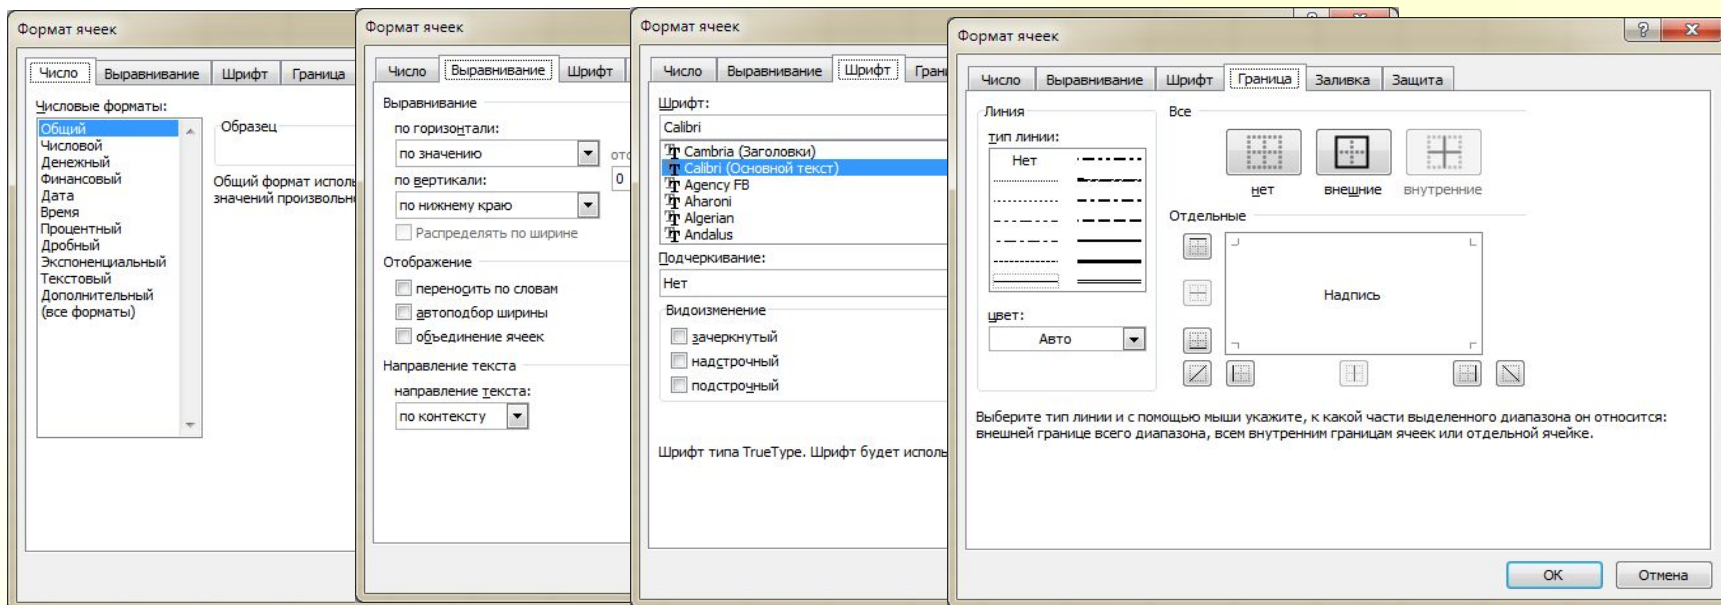 Формат ячеек
Число Выравнивание Шрифт Граница
Числовые форматы:
Общий
Числовой
Денежный
Финансовый
Дата
Время
Процентный
Дробный
Экспоненциальный
Текстовый
Дополнительный
(все форматы)
Образец
Общий формат исполь
значений произвольн
Формат ячеек
Число Выравнивание Шрифт
Выравнивание
по горизонтали:
по значению
отс
по вертикали:
0
по нижнему краю
Распределять по ширине
Отображение
переносить по словам
автоподбор ширины
объединение ячеек
Направление текста
направление текста:
по контексту
Формат ячеек
Число Выравнивание Шрифт Грани
Шрифт:
Calibri
Cambria (Заголовки)
Calibri (Основной текст)
Agency FB
Aharoni
Algerian
Andalus
Подчеркивание:
Нет
Видоизменение
зачеркнутый
надстрочный
подстрочный
Шрифт типа TrueType. Шрифт будет исполь
Формат ячеек
Число Выравнивание Шрифт Граница Заливка Защита
Линия
тип линии:
Нет
цвет:
Авто
Все
нет внешние внутренние
Отдельные
Надпись
Выберите тип линии и с помощью мыши укажите, к какой части выделенного диапазона он относится:
внешней границе всего диапазона, всем внутренним границам ячеек или отдельной ячейке.
ОК Отмена